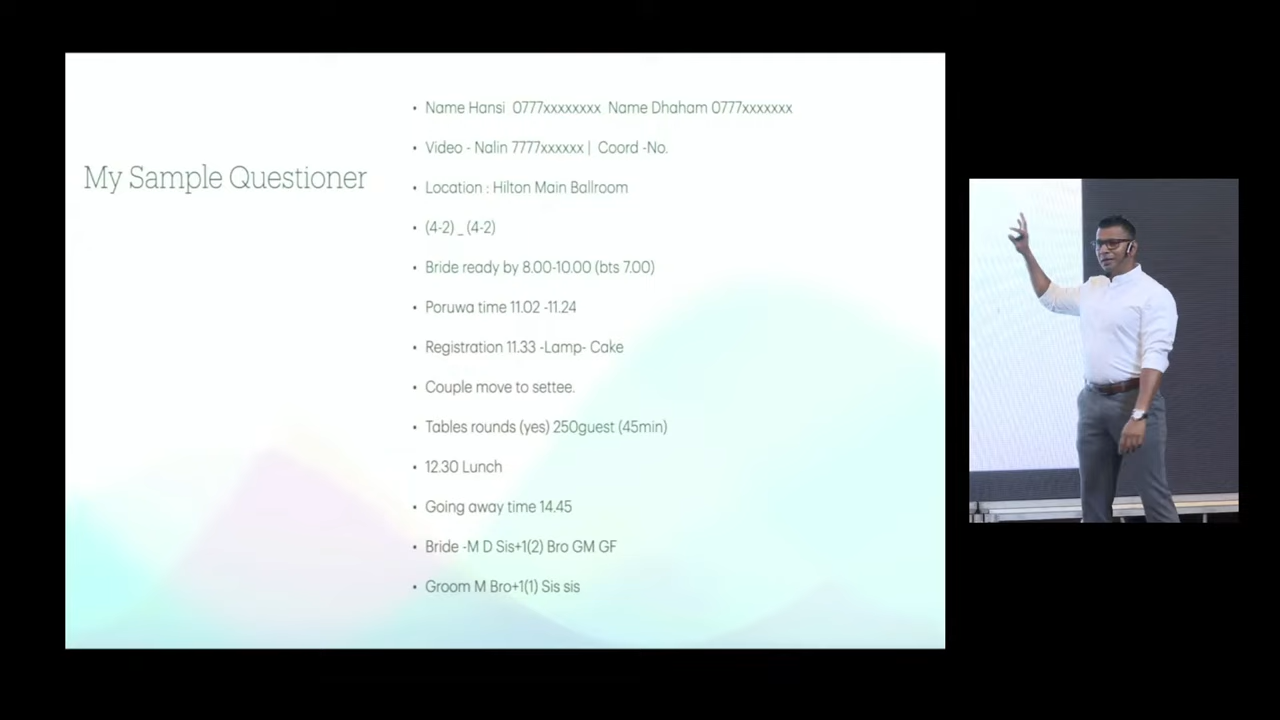 My Sample Questioner
• Name Hansi 0777xxxxxxxx Name Dhaham 0777xxxxxxx
• Video - Nalin 7777xxxxxx | Coord -No.
• Location : Hilton Main Ballroom
• (4-2) _ (4-2)
• Bride ready by 8.00-10.00 (bts 7.00)
• Poruwa time 11.02 -11.24
• Registration 11.33 -Lamp- Cake
• Couple move to settee.
• Tables rounds (yes) 250guest (45min)
• 12.30 Lunch
• Going away time 14.45
• Bride -M D Sis+1(2) Bro GM GF
• Groom M Bro+1(1) Sis sis